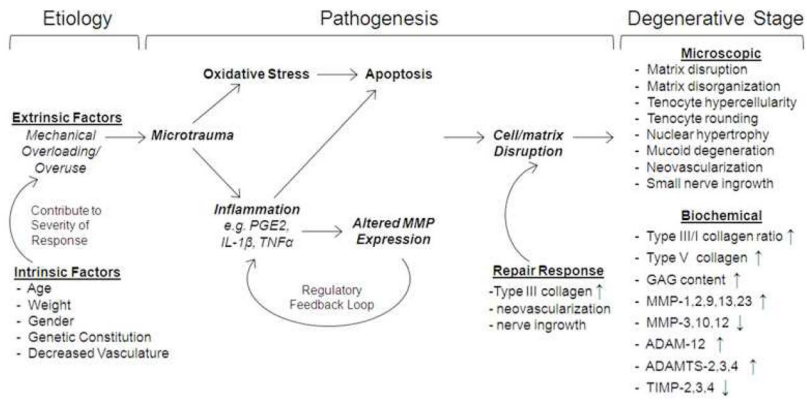 Etiology
Pathogenesis
Degenerative Stage
Oxidative Stress
Apoptosis
Extrinsic Factors
Mechanical
Overloading/
Overuse
Microtrauma
Contribute to
Severity of
Response
Intrinsic Factors
- Age
- Weight
- Gender
- Genetic Constitution
- Decreased Vasculature
Inflammation
e.g. PGE2,
IL-1β, TNFα
Altered MMP
Expression
Regulatory
Feedback Loop
Cell/matrix
Disruption
Repair Response
-Type III collagen ↑
- neovascularization
- nerve ingrowth
Microscopic
- Matrix disruption
- Matrix disorganization
- Tenocyte hypercellularity
- Tenocyte rounding
- Nuclear hypertrophy
- Mucoid degeneration
- Neovascularization
- Small nerve ingrowth
Biochemical
- Type III/I collagen ratio ↑
- Type V collagen ↑
- GAG content ↑
- MMP-1,2,9,13,23 ↑
- MMP-3,10,12 ↓
- ADAM-12 ↑
- ADAMTS-2,3,4 ↑
- TIMP-2,3,4 ↓